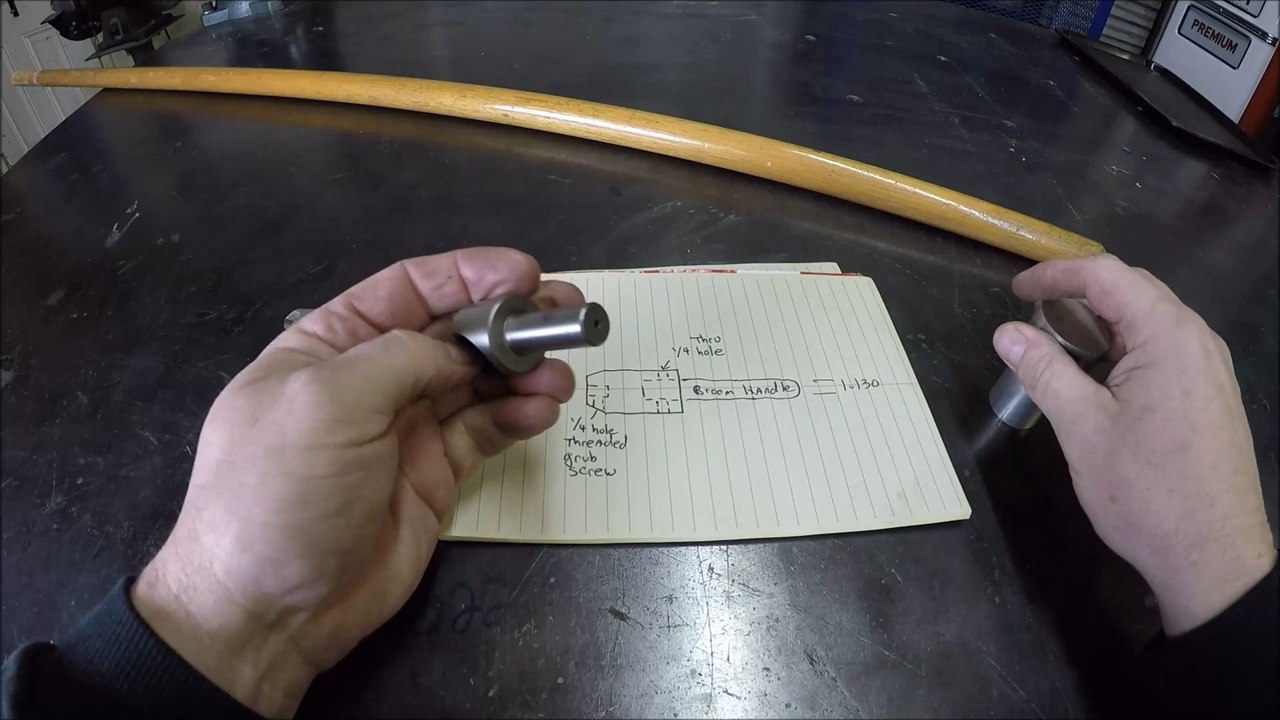 PREMIUM
Thru
1/4 hole
Broom Handle
1.130
1/4 hole
Threaded
grub
screw